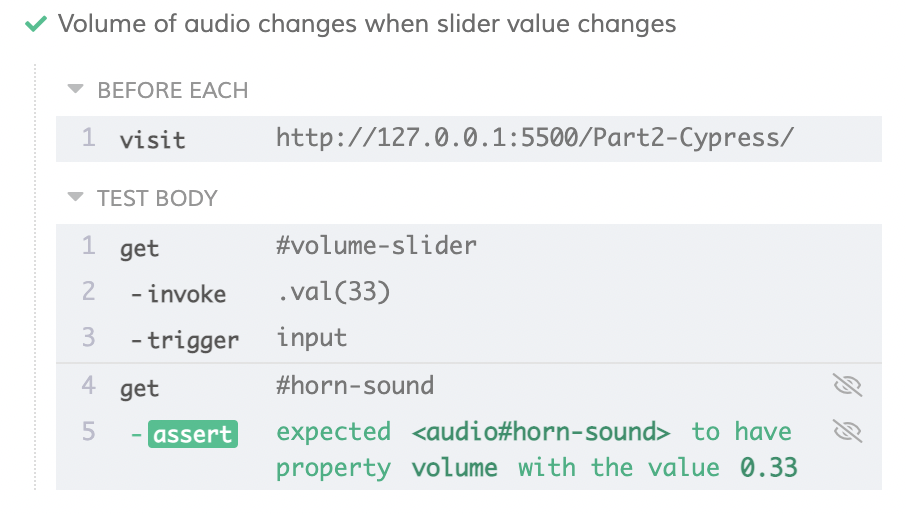 Volume of audio changes when slider value changes
BEFORE EACH
1 visit http://127.0.0.1:5500/Part2-Cypress/
TEST BODY
1 get #volume-slider
2 -invoke .val(33)
3 -trigger input
4 get #horn-sound
5 -assert expected <audio#horn-sound> to have
property volume with the value 0.33